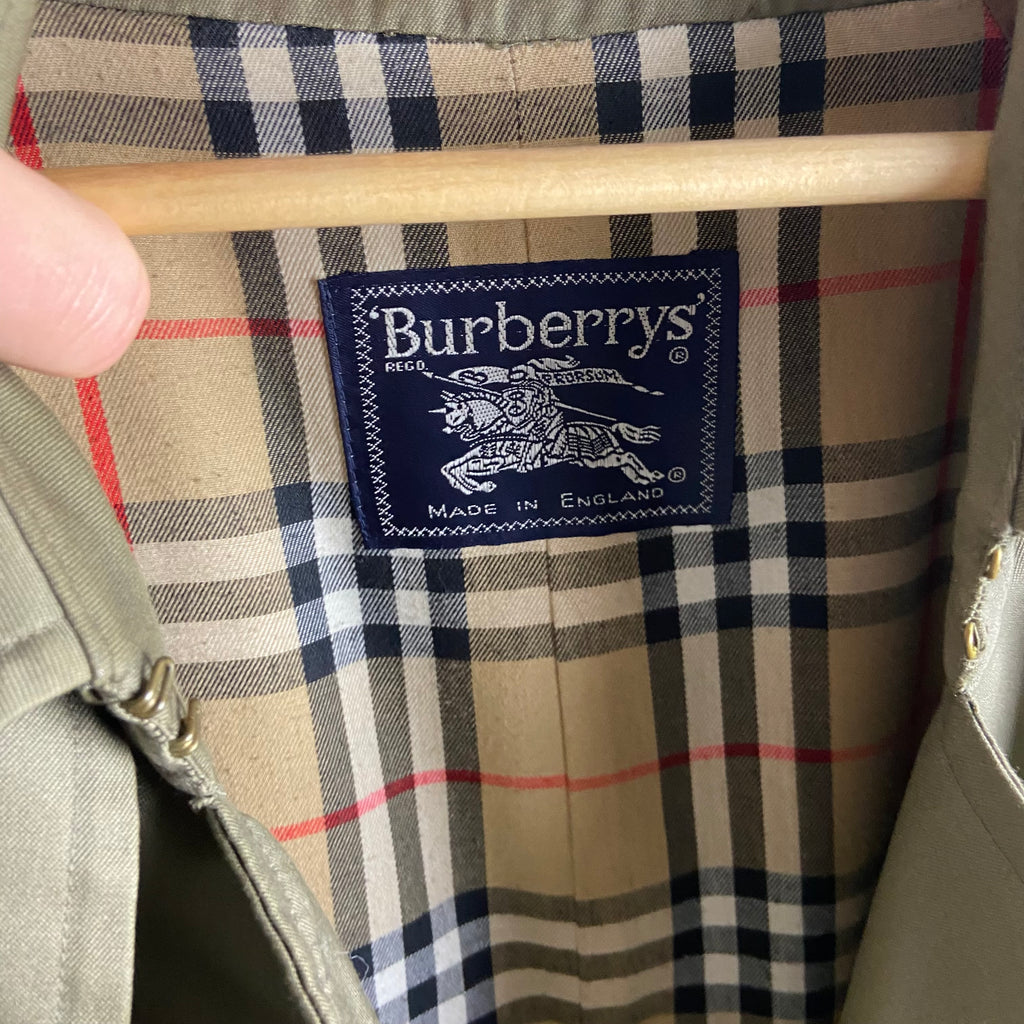 'Burberrys'
®
REGD.
PRORSUM
®
MADE IN ENGLAND